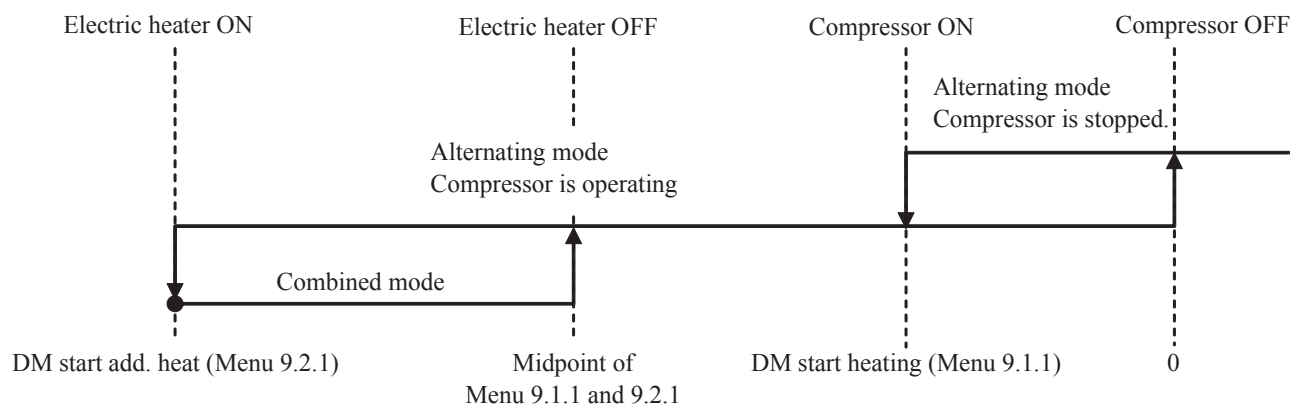 Electric heater ON
Electric heater OFF
Compressor ON
Compressor OFF
Alternating mode
Compressor is stopped.
Alternating mode
Compressor is operating
Combined mode
DM start add. heat (Menu 9.2.1)
Midpoint of
Menu 9.1.1 and 9.2.1
DM start heating (Menu 9.1.1)
0